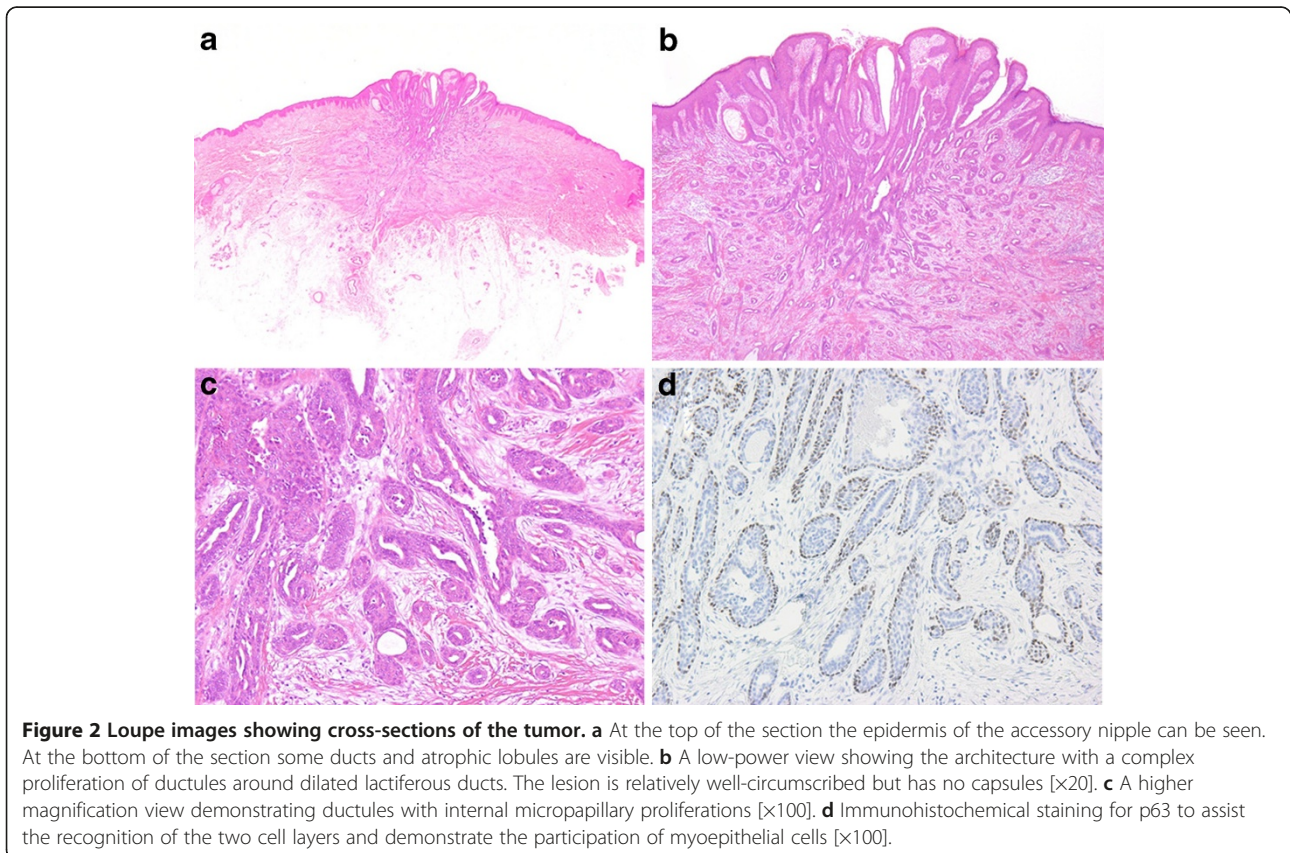 a
b
c
d
Figure 2 Loupe images showing cross-sections of the tumor. a At the top of the section the epidermis of the accessory nipple can be seen.
At the bottom of the section some ducts and atrophic lobules are visible. b A low-power view showing the architecture with a complex
proliferation of ductules around dilated lactiferous ducts. The lesion is relatively well-circumscribed but has no capsules [×20]. c A higher
magnification view demonstrating ductules with internal micropapillary proliferations [×100]. d Immunohistochemical staining for p63 to assist
the recognition of the two cell layers and demonstrate the participation of myoepithelial cells [×100].